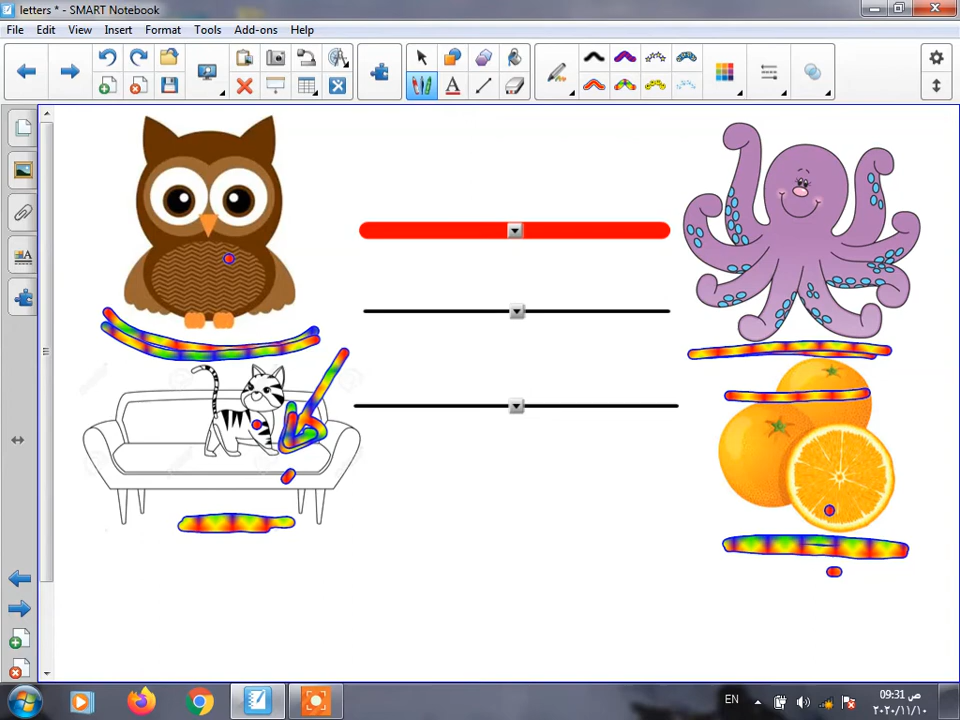 letters * - SMART Notebook
File Edit View Insert Format Tools Add-ons Help
EN
09:31 ص
٢٠٢٠/١١/١٠